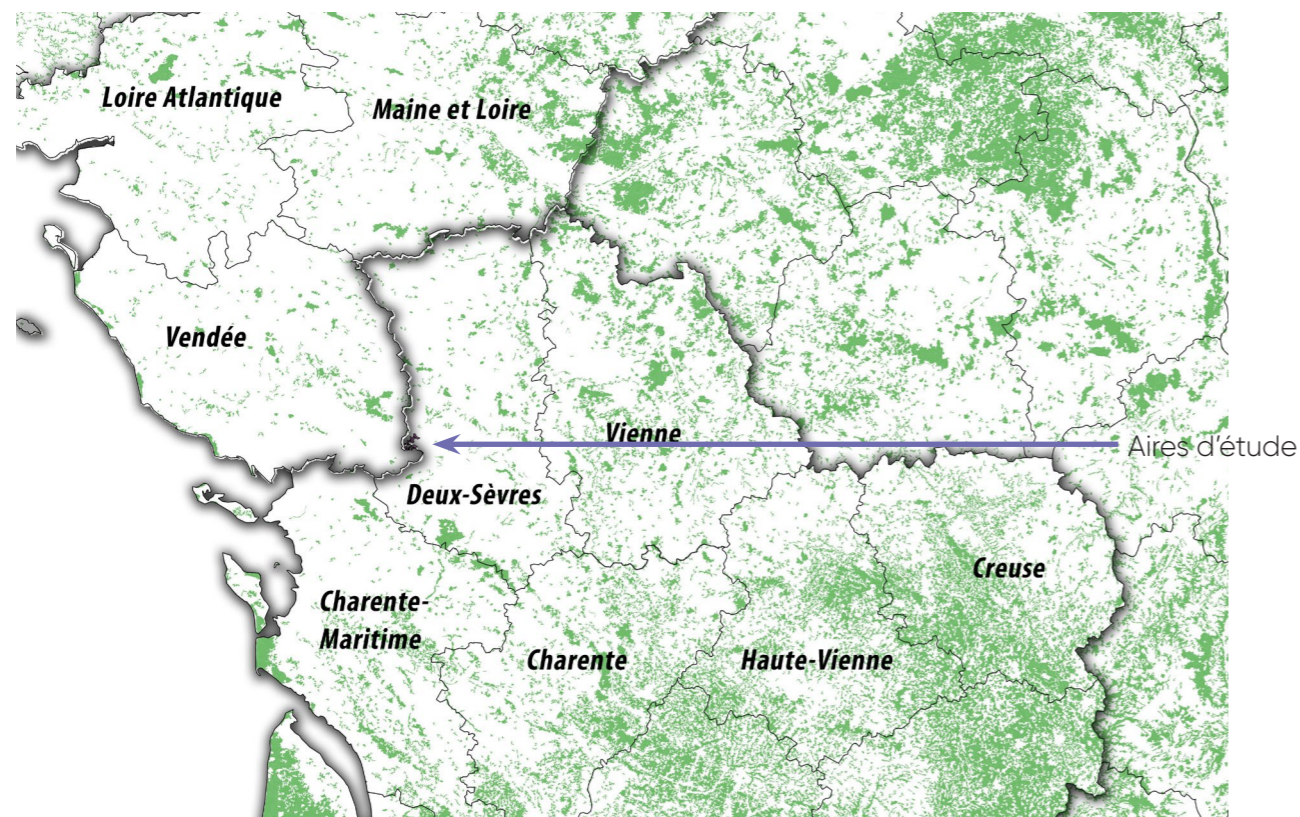 Loire Atlantique
Maine et Loire
Vendée
Vienne
Aires d'étude
Deux-Sèvres
Creuse
Charente-
Maritime
Charente
Haute-Vienne